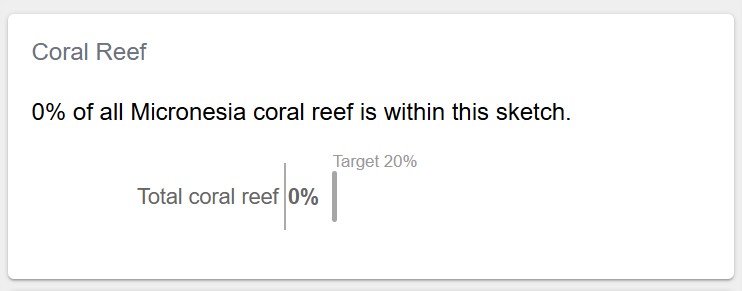 Coral Reef
0% of all Micronesia coral reef is within this sketch.
Target 20%
Total coral reef 0%